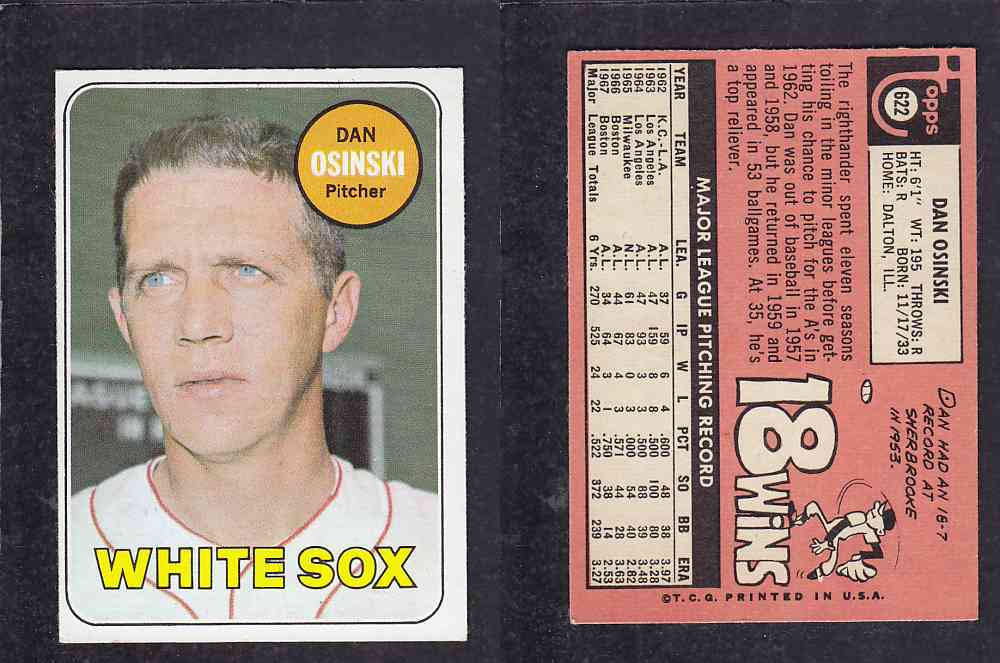 DAN
OSINSKI
Pitcher
WHITE SOX
Topps
622
DAN OSINSKI
HT: 6'1" WT: 195 THROWS: R
BATS: R BORN: 11/17/33
HOME: DALTON, ILL.
The righthander spent eleven seasons
toiling in the minor leagues before get-
ting his chance to pitch for the A's in
1962. Dan was out of baseball in 1957
and 1958, but he returned in 1959 and
appeared in 53 ballgames. At 35, he's
a top reliever.
DAN HAD AN 18-7
RECORD AT
SHERBROOKE
IN 1953.
18 WINS
MAJOR LEAGUE PITCHING RECORD
YEAR TEAM LEA. G IP W L PCT SO BB ERA
1962 K.C.-L.A. A.L. 37 59 6 4 .600 48 38 3.97
1963 Los Angeles A.L. 47 159 8 8 .500 100 80 3.28
1964 Los Angeles A.L. 47 93 3 3 .500 88 39 3.48
1965 Milwaukee N.L. 61 83 0 3 .000 54 40 2.82
1966 Boston A.L. 44 67 4 3 .571 44 28 3.63
1967 Boston A.L. 34 64 3 1 .750 38 14 2.53
Major League Totals 6 Yrs. 270 525 24 22 .522 372 239 3.27
©T.C.G. PRINTED IN U.S.A.